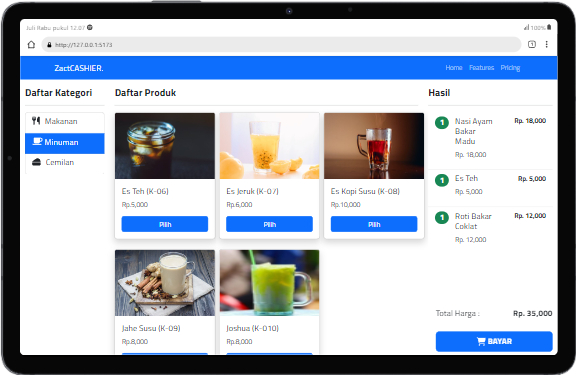 Juli Rabu pukul 12.07
100%
http://127.0.0.1:5173
1
ZactCASHIER.
Home Features Pricing
Daftar Kategori
Makanan
Minuman
Cemilan
Daftar Produk
Es Teh (K-06)
Rp.5,000
Pilih
Es Jeruk (K-07)
Rp.6,000
Pilih
Es Kopi Susu (K-08)
Rp.10,000
Pilih
Jahe Susu (K-09)
Rp.8,000
Joshua (K-010)
Rp.8,000
Hasil
1 Nasi Ayam Rp. 18,000
Bakar
Madu
Rp. 18,000
1 Es Teh Rp. 5,000
Rp. 5,000
1 Roti Bakar Rp. 12,000
Coklat
Rp. 12,000
Total Harga : Rp. 35,000
BAYAR